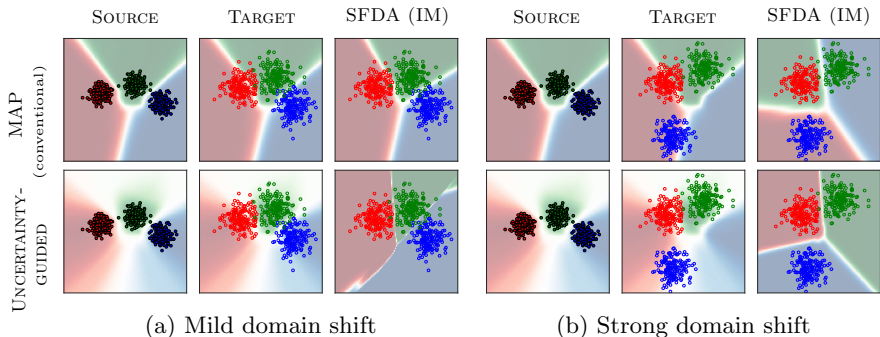 SOURCE TARGET SFDA (IM) SOURCE TARGET SFDA (IM)
MAP
(conventional)
UNCERTAINTY-
GUIDED
(a) Mild domain shift
(b) Strong domain shift